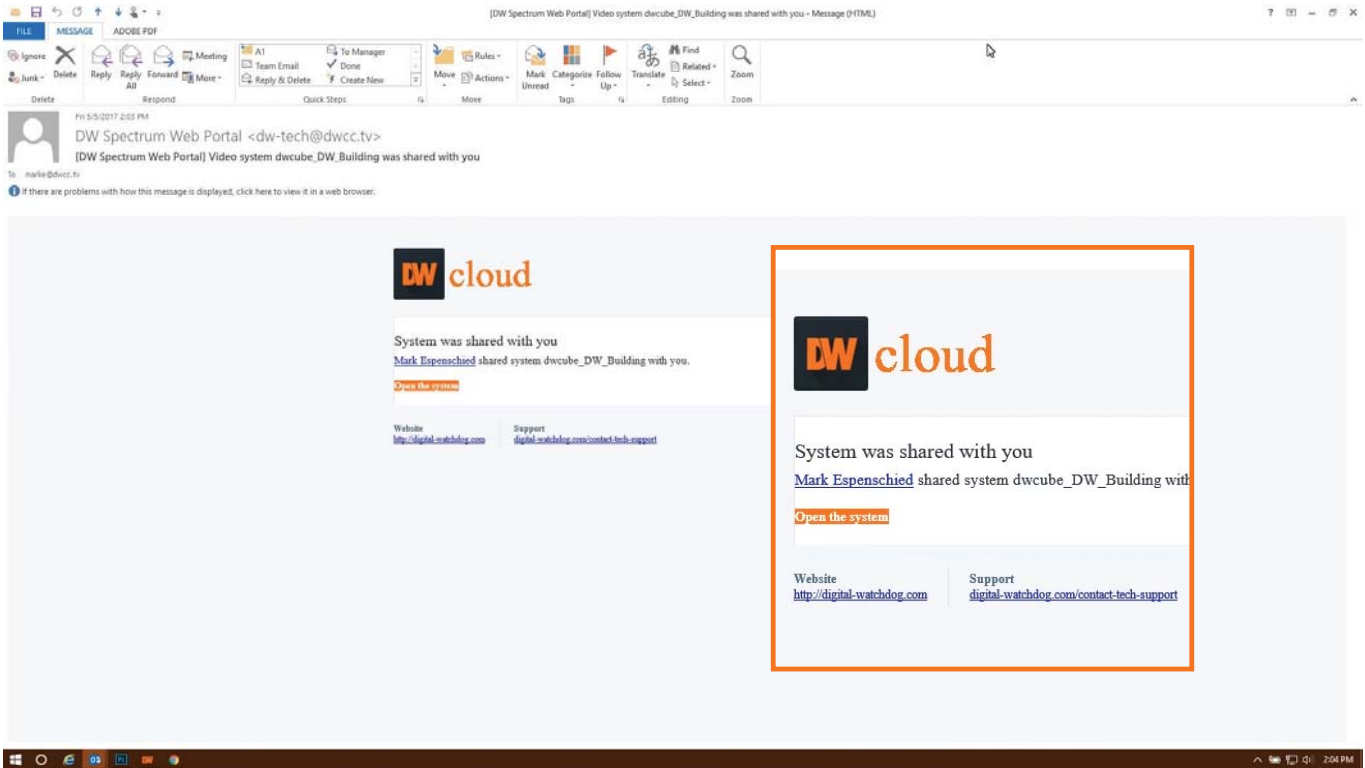 [DW Spectrum Web Portal] Video system dwcube_DW_Building was shared with you - Message (HTML)
FILE MESSAGE ADOBE PDF
Ignore
Junk
Delete
Reply
Reply All
Forward
Meeting
More
A1
Team Email
Reply & Delete
To Manager
Done
Create New
Move
Rules
Actions
Mark Unread
Categorize
Follow Up
Translate
Find
Related
Select
Zoom
Delete Respond Quick Steps Move Tags Editing Zoom
Fri 5/5/2017 2:03 PM
DW Spectrum Web Portal <dw-tech@dwcc.tv>
[DW Spectrum Web Portal] Video system dwcube_DW_Building was shared with you
To marke@dwcc.tv
If there are problems with how this message is displayed, click here to view it in a web browser.
DW cloud
System was shared with you
Mark Espenschied shared system dwcube_DW_Building with you.
Open the system
Website Support
http://digital-watchdog.com digital-watchdog.com/contact-tech-support
DW cloud
System was shared with you
Mark Espenschied shared system dwcube_DW_Building with
Open the system
Website Support
http://digital-watchdog.com digital-watchdog.com/contact-tech-support
2:04 PM